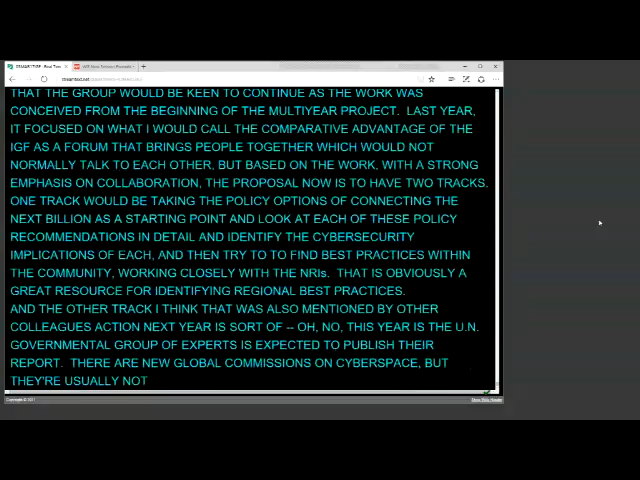 THAT THE GROUP WOULD BE KEEN TO CONTINUE AS THE WORK WAS
CONCEIVED FROM THE BEGINNING OF THE MULTIYEAR PROJECT.  LAST YEAR,
IT FOCUSED ON WHAT I WOULD CALL THE COMPARATIVE ADVANTAGE OF THE
IGF AS A FORUM THAT BRINGS PEOPLE TOGETHER WHICH WOULD NOT
NORMALLY TALK TO EACH OTHER, BUT BASED ON THE WORK, WITH A STRONG
EMPHASIS ON COLLABORATION, THE PROPOSAL NOW IS TO HAVE TWO TRACKS.
ONE TRACK WOULD BE TAKING THE POLICY OPTIONS OF CONNECTING THE
NEXT BILLION AS A STARTING POINT AND LOOK AT EACH OF THESE POLICY
RECOMMENDATIONS IN DETAIL AND IDENTIFY THE CYBERSECURITY
IMPLICATIONS OF EACH, AND THEN TRY TO TO FIND BEST PRACTICES WITHIN
THE COMMUNITY, WORKING CLOSELY WITH THE NRIs.  THAT IS OBVIOUSLY A
GREAT RESOURCE FOR IDENTIFYING REGIONAL BEST PRACTICES.
AND THE OTHER TRACK I THINK THAT WAS ALSO MENTIONED BY OTHER
COLLEAGUES ACTION NEXT YEAR IS SORT OF -- OH, NO, THIS YEAR IS THE U.N.
GOVERNMENTAL GROUP OF EXPERTS IS EXPECTED TO PUBLISH THEIR
REPORT.  THERE ARE NEW GLOBAL COMMISSIONS ON CYBERSPACE, BUT
THEY'RE USUALLY NOT